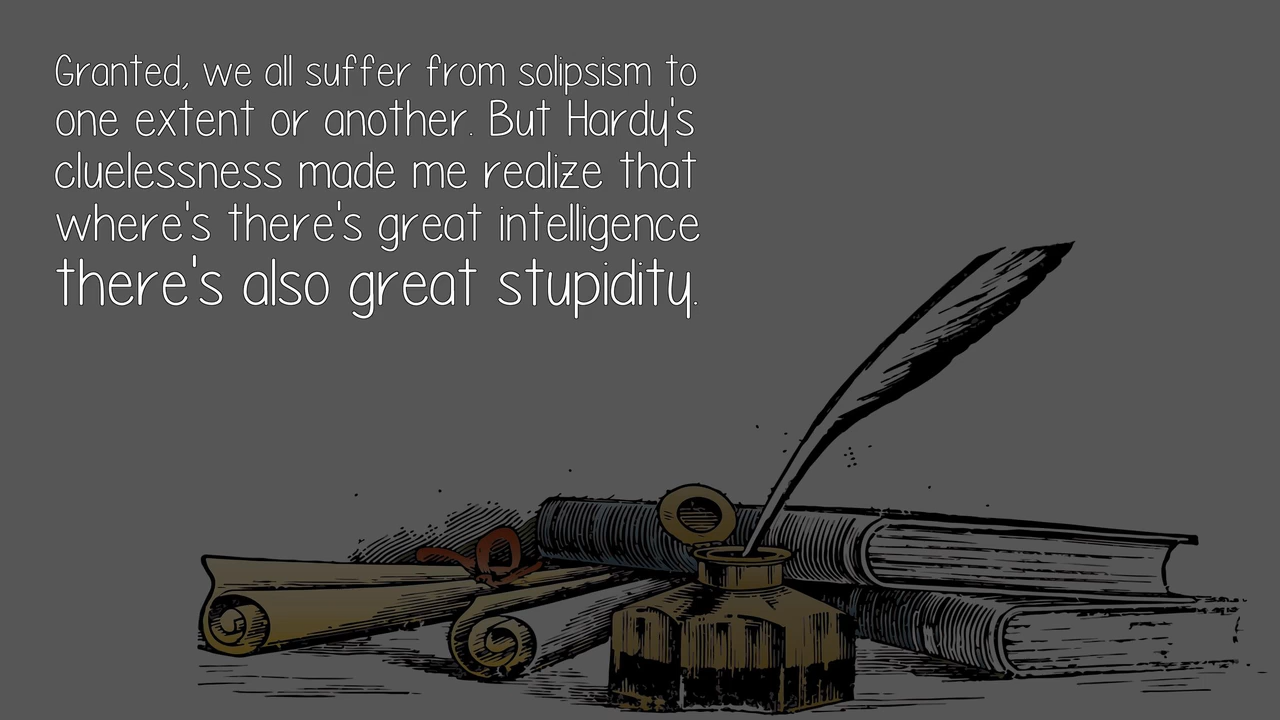 Granted, we all suffer from solipsism to
one extent or another. But Hardy's
cluelessness made me realize that
where's there's great intelligence
there's also great stupidity.